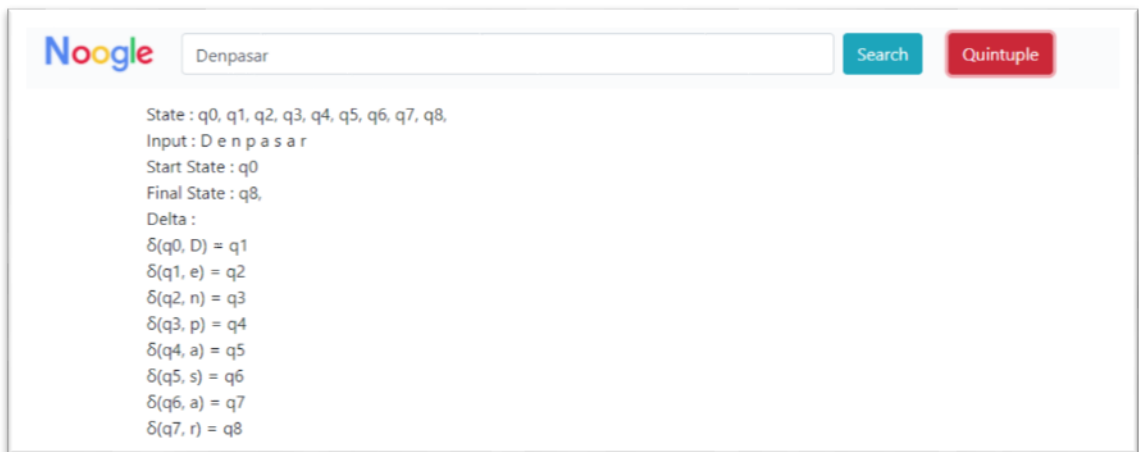 Noogle Denpasar Search Quintuple
State : q0, q1, q2, q3, q4, q5, q6, q7, q8,
Input : D e n p a s a r
Start State : q0
Final State : q8,
Delta :
δ(q0, D) = q1
δ(q1, e) = q2
δ(q2, n) = q3
δ(q3, p) = q4
δ(q4, a) = q5
δ(q5, s) = q6
δ(q6, a) = q7
δ(q7, r) = q8